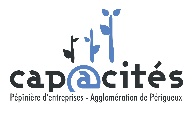 cap@cités
Pépinière d'entreprises - Agglomération de Périgueux